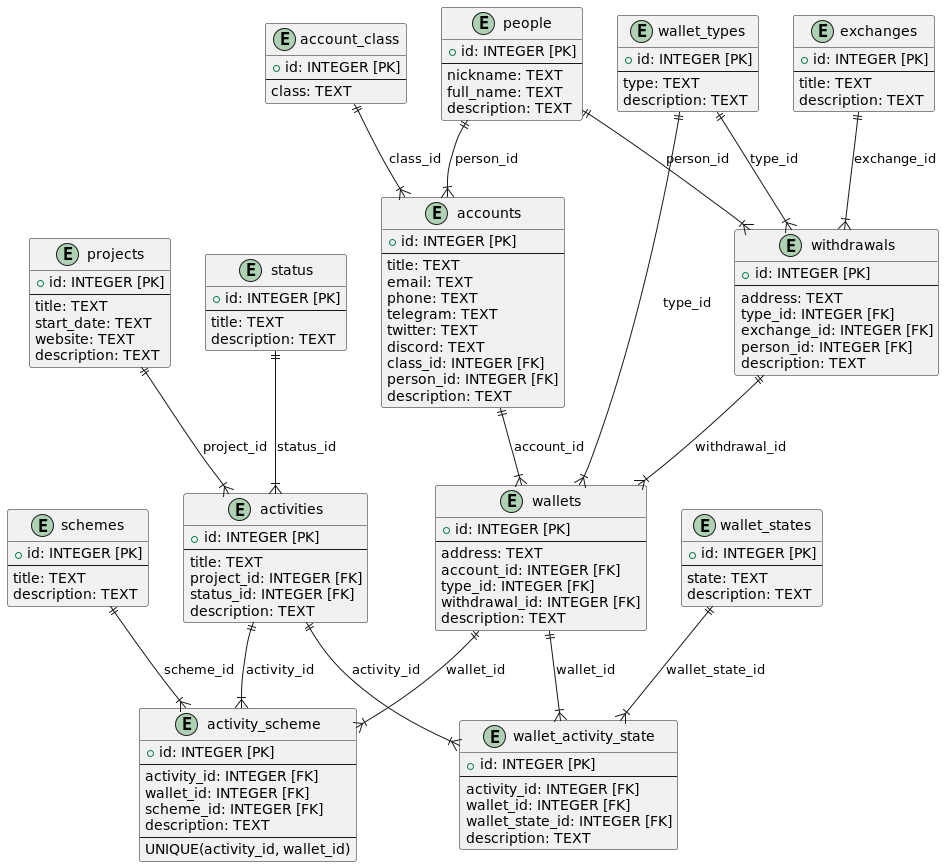 E account_class
id: INTEGER [PK]
class: TEXT
E people
id: INTEGER [PK]
nickname: TEXT
full_name: TEXT
description: TEXT
E wallet_types
id: INTEGER [PK]
type: TEXT
description: TEXT
E exchanges
id: INTEGER [PK]
title: TEXT
description: TEXT
class_id
person_id
person_id
type_id
exchange_id
E accounts
id: INTEGER [PK]
title: TEXT
email: TEXT
phone: TEXT
telegram: TEXT
twitter: TEXT
discord: TEXT
class_id: INTEGER [FK]
person_id: INTEGER [FK]
description: TEXT
E withdrawals
id: INTEGER [PK]
address: TEXT
type_id: INTEGER [FK]
exchange_id: INTEGER [FK]
person_id: INTEGER [FK]
description: TEXT
E projects
id: INTEGER [PK]
title: TEXT
start_date: TEXT
website: TEXT
description: TEXT
E status
id: INTEGER [PK]
title: TEXT
description: TEXT
type_id
project_id
status_id
account_id
withdrawal_id
E schemes
id: INTEGER [PK]
title: TEXT
description: TEXT
E activities
id: INTEGER [PK]
title: TEXT
project_id: INTEGER [FK]
status_id: INTEGER [FK]
description: TEXT
E wallets
id: INTEGER [PK]
address: TEXT
account_id: INTEGER [FK]
type_id: INTEGER [FK]
withdrawal_id: INTEGER [FK]
description: TEXT
E wallet_states
id: INTEGER [PK]
state: TEXT
description: TEXT
scheme_id
activity_id
activity_id
wallet_id
wallet_id
wallet_state_id
E activity_scheme
id: INTEGER [PK]
activity_id: INTEGER [FK]
wallet_id: INTEGER [FK]
scheme_id: INTEGER [FK]
description: TEXT
UNIQUE(activity_id, wallet_id)
E wallet_activity_state
id: INTEGER [PK]
activity_id: INTEGER [FK]
wallet_id: INTEGER [FK]
wallet_state_id: INTEGER [FK]
description: TEXT